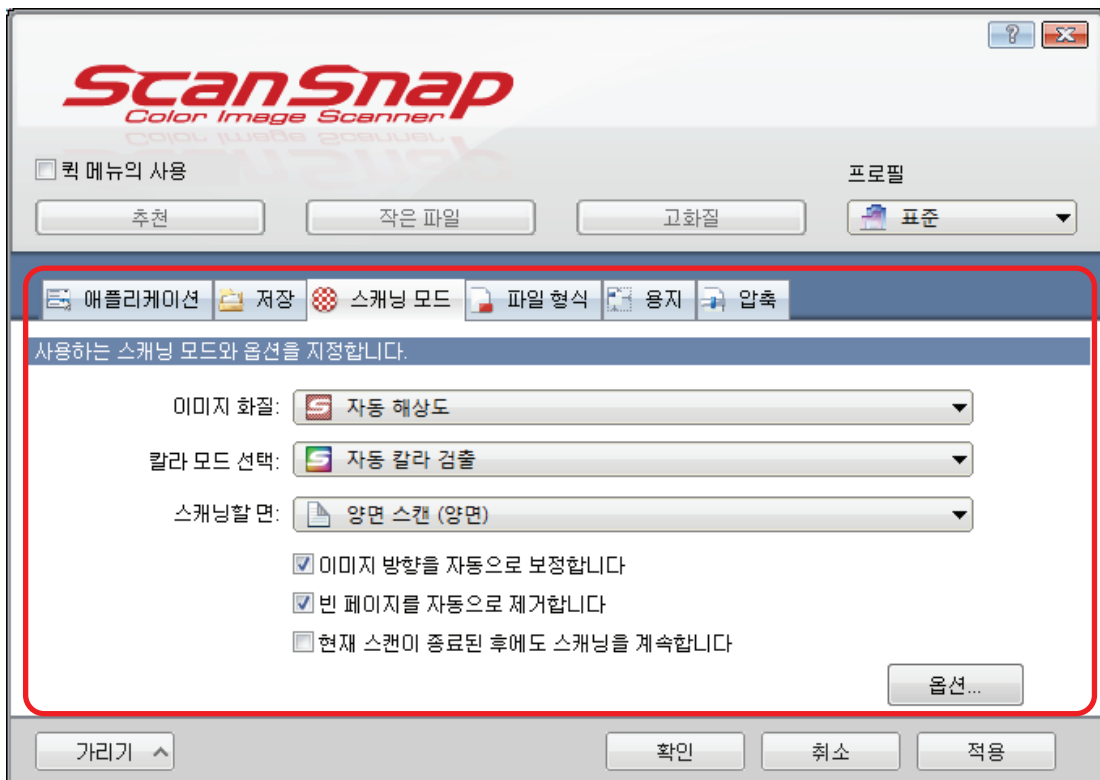 ?
ScanSnap
Color Image Scanner
퀵 메뉴의 사용
프로필
추천 작은 파일 고화질 표준
애플리케이션 저장 스캐닝 모드 파일 형식 용지 압축
사용하는 스캐닝 모드와 옵션을 지정합니다.
이미지 화질: 자동 해상도
칼라 모드 선택: 자동 칼라 검출
스캐닝할 면: 양면 스캔 (양면)
이미지 방향을 자동으로 보정합니다
빈 페이지를 자동으로 제거합니다
현재 스캔이 종료된 후에도 스캐닝을 계속합니다
옵션...
가리기 확인 취소 적용